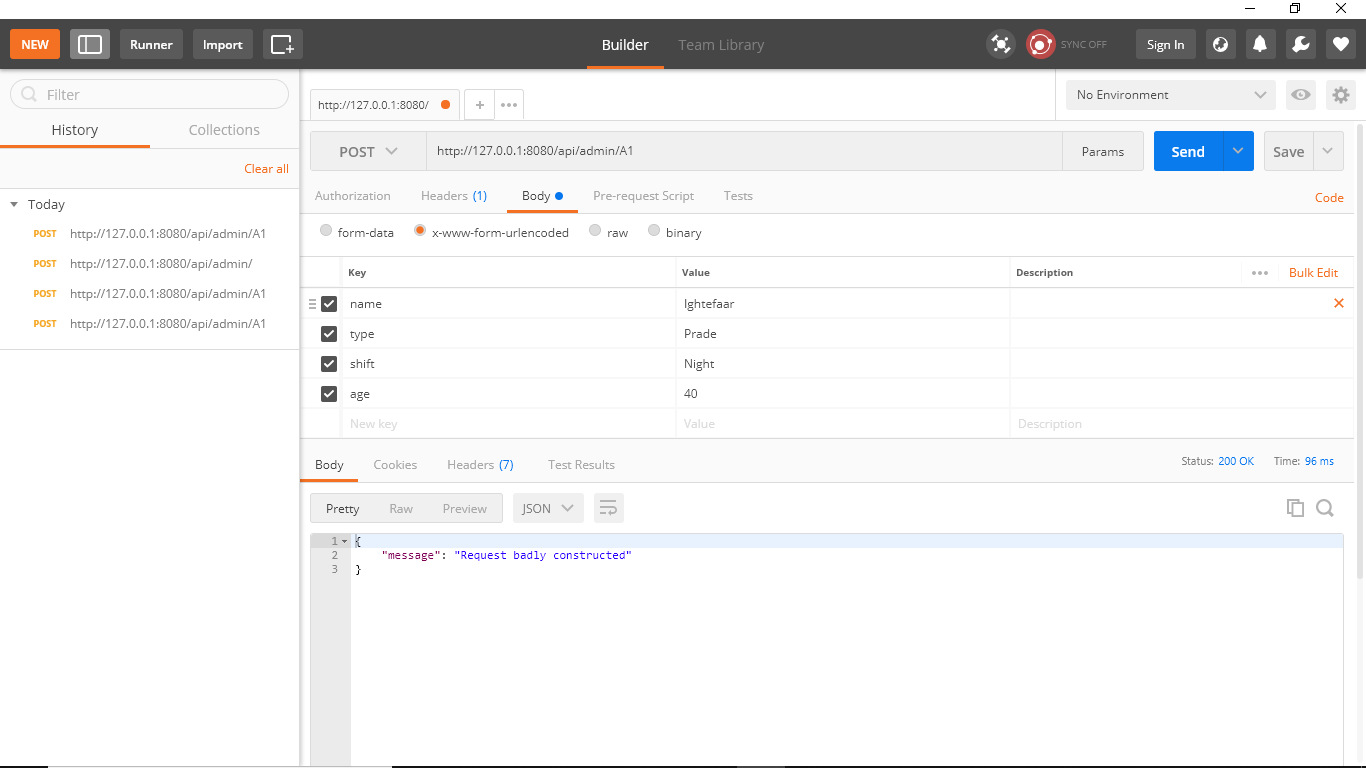 NEW Runner Import Builder Team Library SYNC OFF Sign In
Filter
History Collections
Clear all
Today
POST http://127.0.0.1:8080/api/admin/A1
POST http://127.0.0.1:8080/api/admin/
POST http://127.0.0.1:8080/api/admin/A1
POST http://127.0.0.1:8080/api/admin/A1
http://127.0.0.1:8080/ + ••• No Environment
POST http://127.0.0.1:8080/api/admin/A1 Params Send Save
Authorization Headers (1) Body Pre-request Script Tests Code
form-data x-www-form-urlencoded raw binary
Key Value Description ••• Bulk Edit
name Ightefaar
type Prade
shift Night
age 40
New key Value Description
Body Cookies Headers (7) Test Results Status: 200 OK Time: 96 ms
Pretty Raw Preview JSON
1 {
2 "message": "Request badly constructed"
3 }